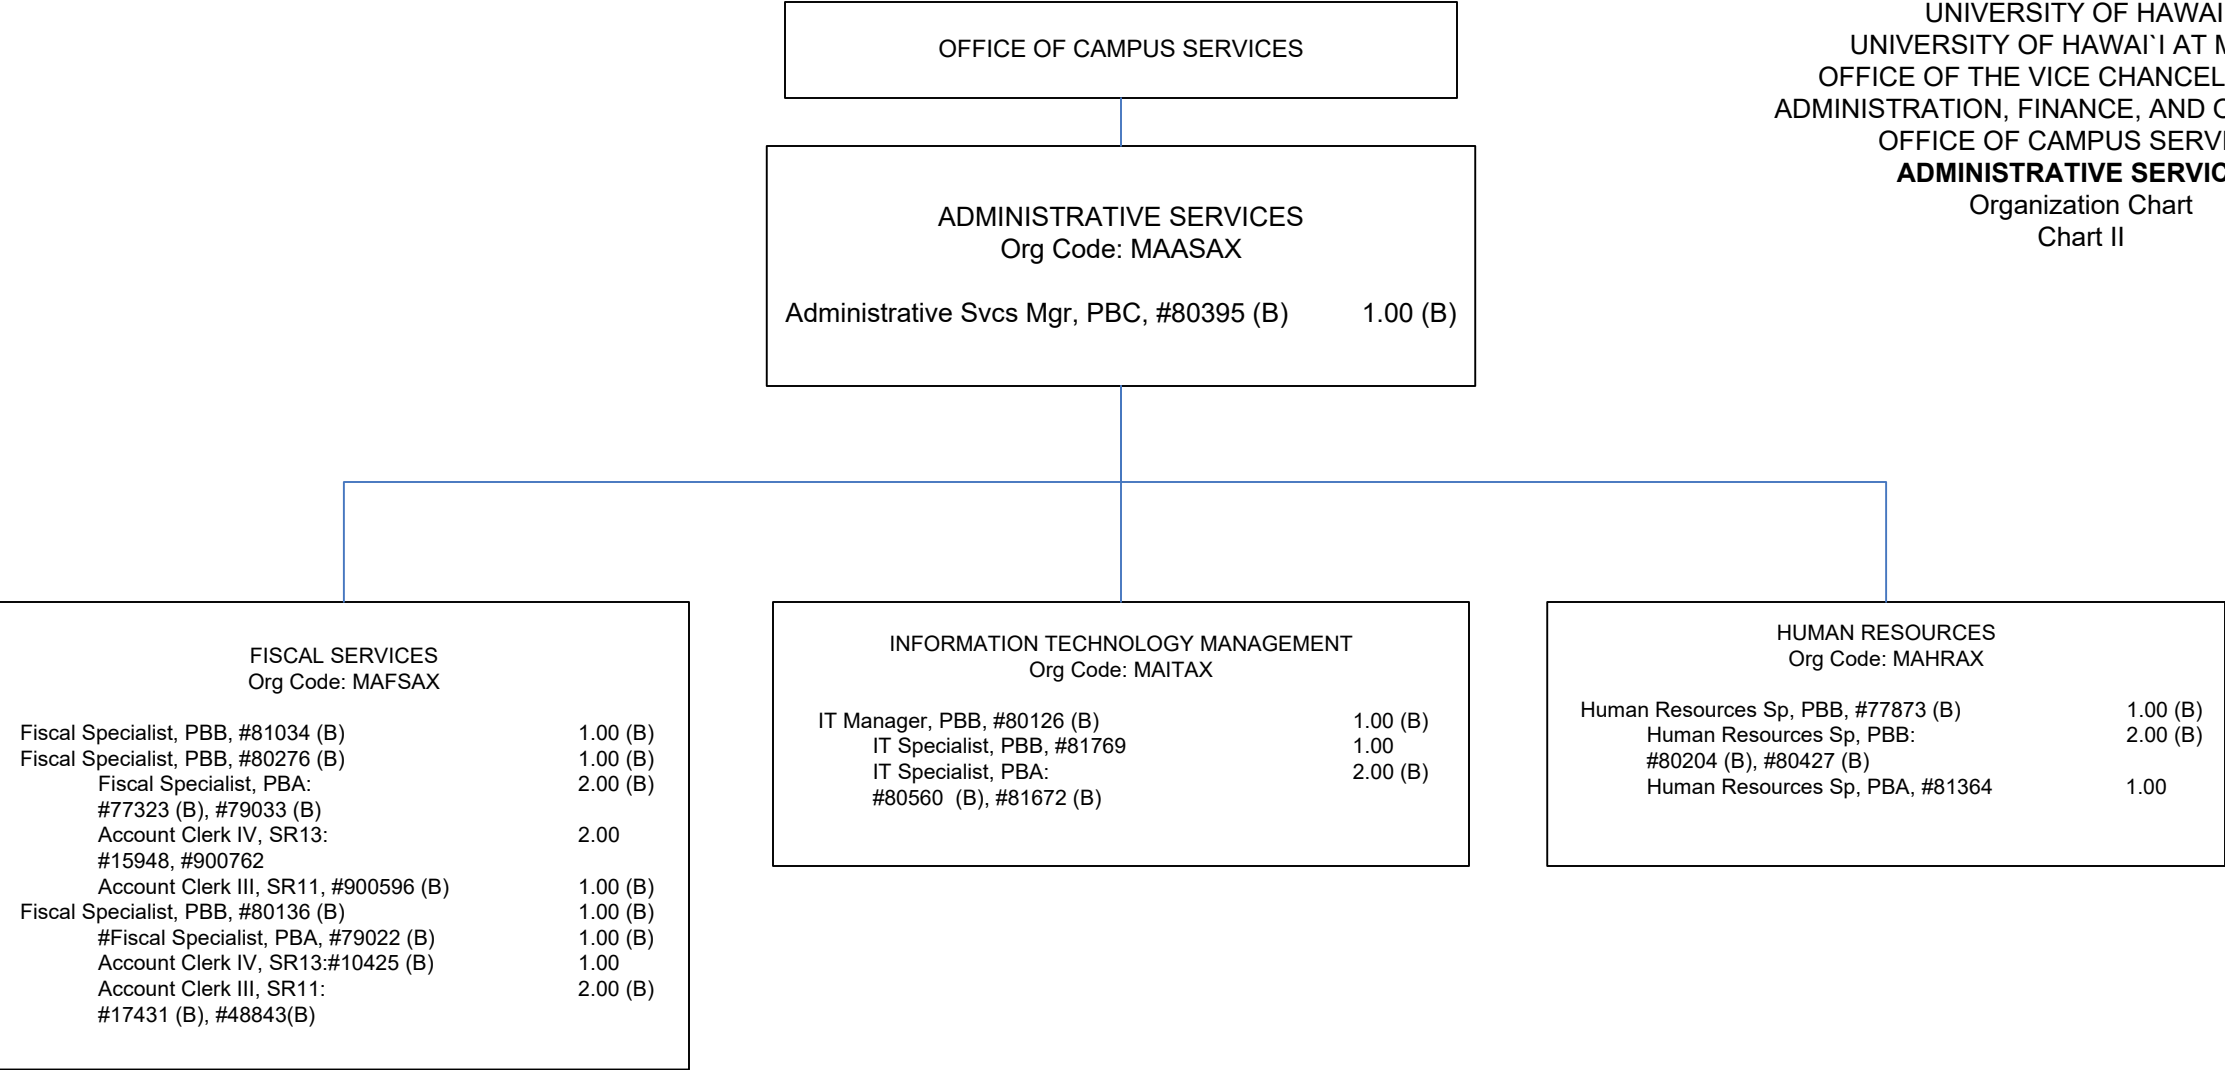 OFFICE OF CAMPUS SERVICES
UNIVERSITY OF HAWAI
UNIVERSITY OF HAWAI`I AT
OFFICE OF THE VICE
ADMINISTRATION, FINANCE, AND
OFFICE OF CAMPUS
ADMINISTRATIVE
Organization Chart
Chart II
ADMINISTRATIVE SERVICES
Org Code: MAASAX
Administrative Svcs Mgr, PBC, #80395 (B) 1.00 (B)
FISCAL SERVICES
Org Code: MAFSAX
Fiscal Specialist, PBB, #81034 (B) 1.00 (B)
Fiscal Specialist, PBB, #80276 (B) 1.00 (B)
Fiscal Specialist, PBA: 2.00 (B)
#77323 (B), #79033 (B)
Account Clerk IV, SR13: 2.00
#15948, #900762
Account Clerk III, SR11, #900596 (B) 1.00 (B)
Fiscal Specialist, PBB, #80136 (B) 1.00 (B)
#Fiscal Specialist, PBA, #79022 (B) 1.00 (B)
Account Clerk IV, SR13:#10425 (B) 1.00
Account Clerk III, SR11: 2.00 (B)
#17431 (B), #48843(B)
INFORMATION TECHNOLOGY MANAGEMENT
Org Code: MAITAX
IT Manager, PBB, #80126 (B) 1.00 (B)
IT Specialist, PBB, #81769 1.00
IT Specialist, PBA: 2.00 (B)
#80560 (B), #81672 (B)
HUMAN RESOURCES
Org Code: MAHRAX
Human Resources Sp, PBB, #77873 (B) 1.00 (B)
Human Resources Sp, PBB: 2.00 (B)
#80204 (B), #80427 (B)
Human Resources Sp, PBA, #81364 1.00